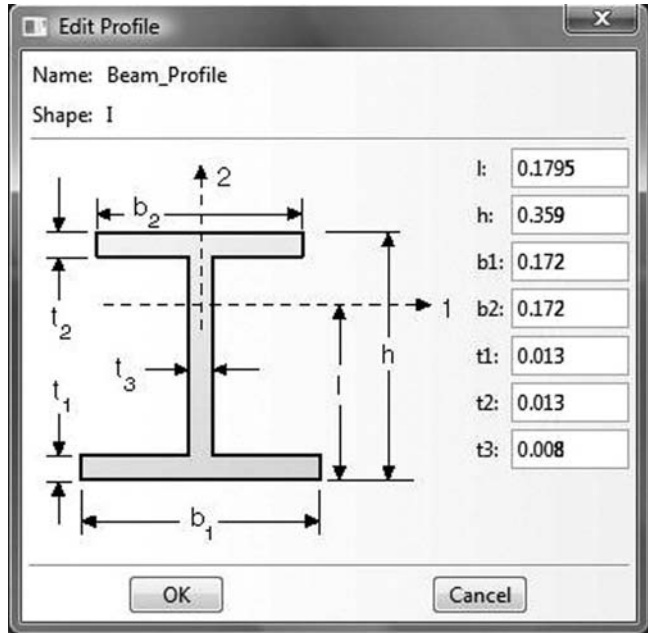 Edit Profile
X
Name: Beam_Profile
Shape: I
2
b2
t2
1
t3
h
l
t1
b1
l: 0.1795
h: 0.359
b1: 0.172
b2: 0.172
t1: 0.013
t2: 0.013
t3: 0.008
OK
Cancel